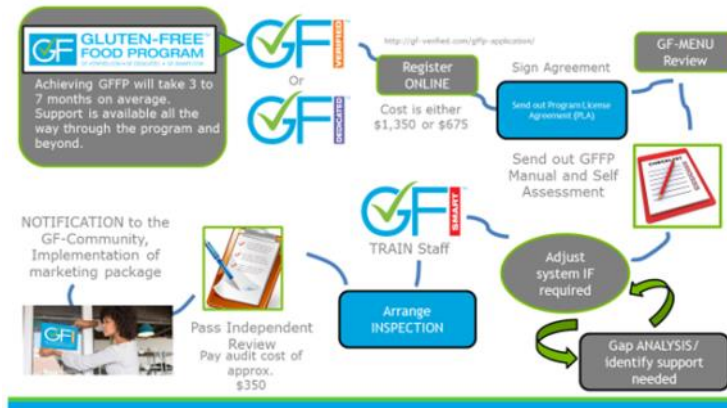 GF
GLUTEN-FREE
FOOD PROGRAM
Achieving GFFP will take 3 to
7 months on average.
Support is available all the
way through the program and
beyond.
GF
VERIFIED
Or
GF
DEDICATED
http://gf-verified.com/gffp-application/
Register
ONLINE
Cost is either
$1,350 or $675
Sign Agreement
Send out Program License
Agreement (PLA)
GF-MENU
Review
CHECKLIST
Send out GFFP
Manual and Self
Assessment
Adjust
system IF
required
Gap ANALYSIS/
identify support
needed
GF
SMART
TRAIN Staff
Arrange
INSPECTION
Pass Independent
Review
Pay audit cost of
approx.
$350
NOTIFICATION to the
GF-Community,
Implementation of
marketing package
GF